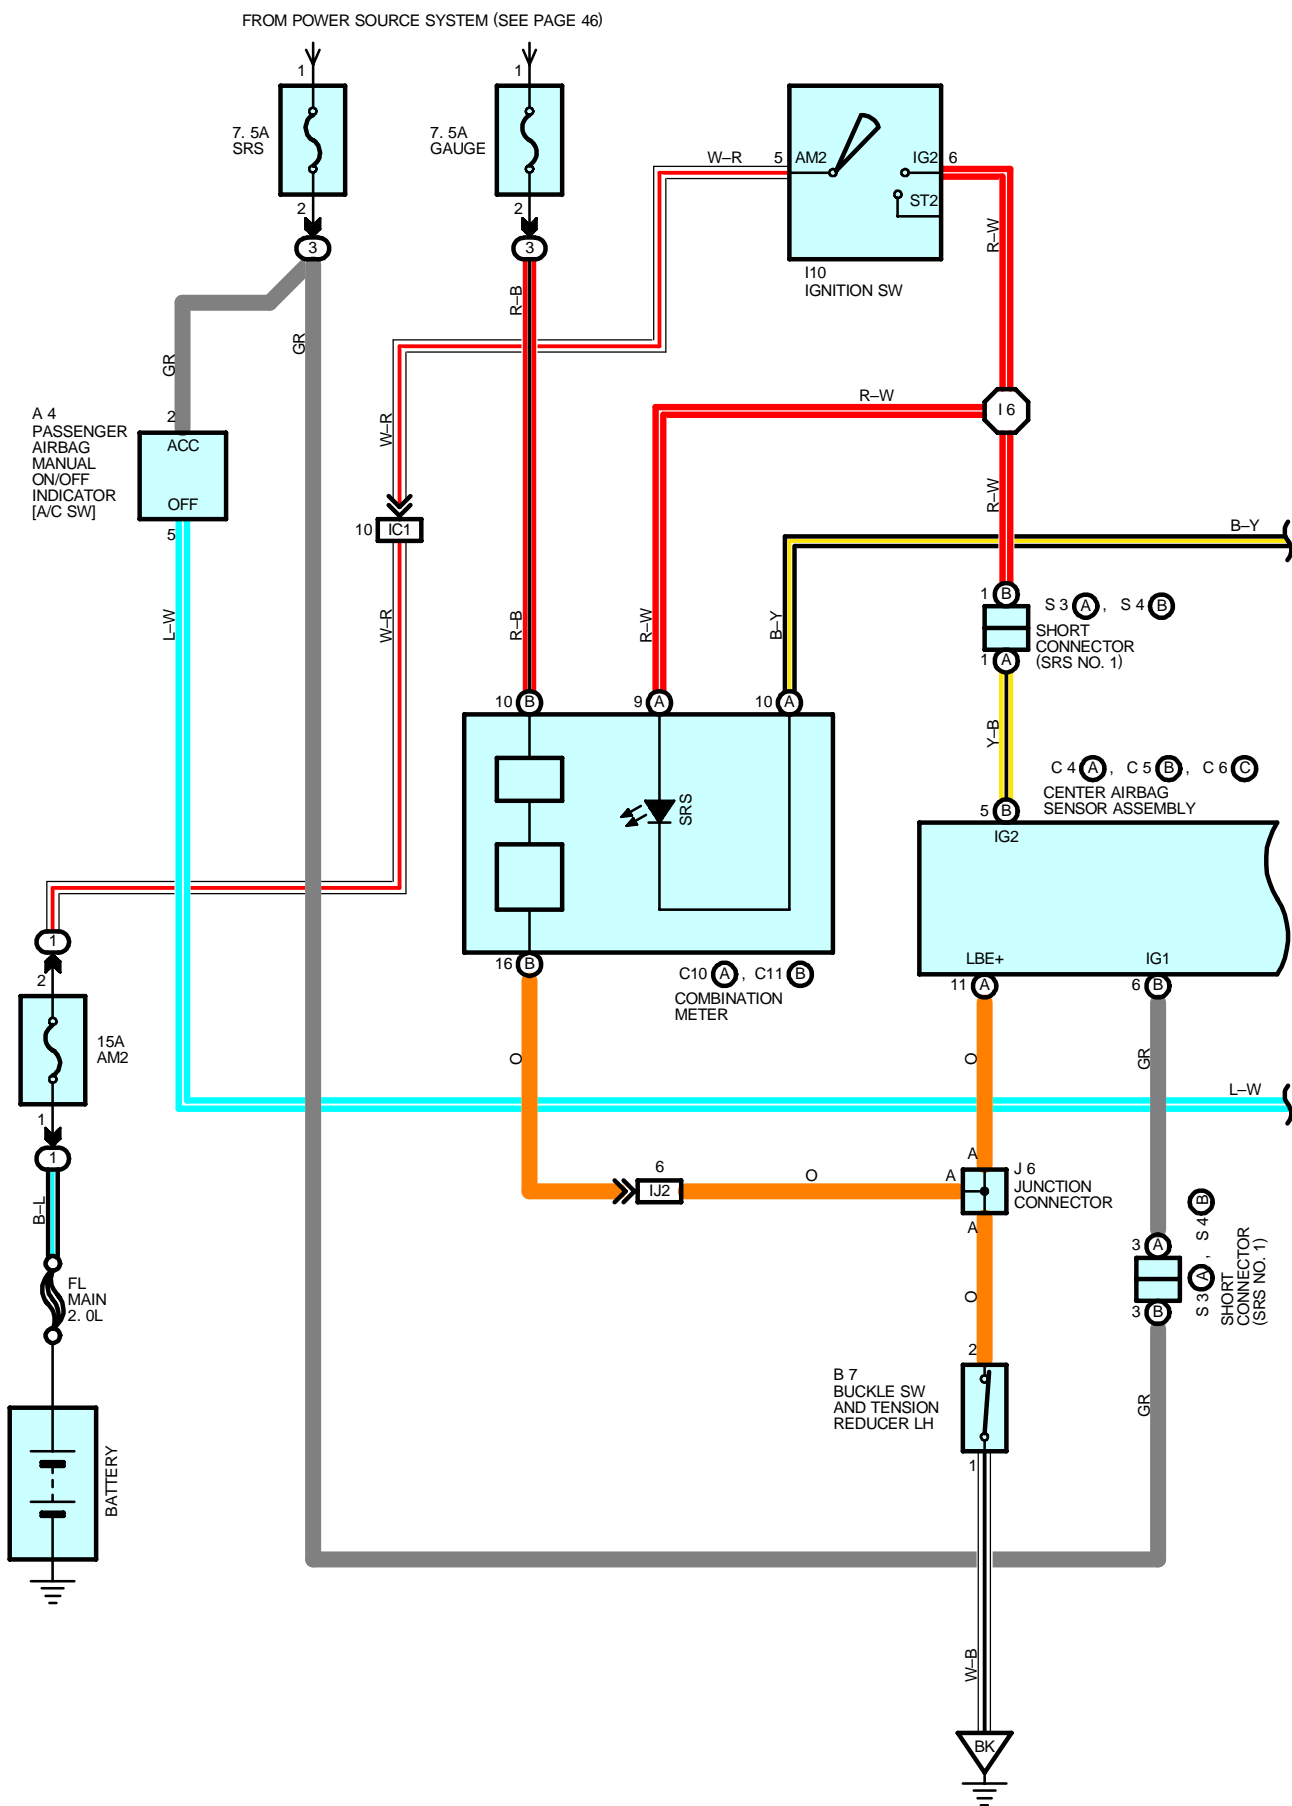 FROM POWER SOURCE SYSTEM (SEE PAGE 46)
1
1
7. 5A
SRS
7. 5A
GAUGE
2
2
3
3
W–R
5
AM2
IG2
6
ST2
I10
IGNITION SW
R–W
R–B
GR
GR
R–W
I 6
A 4
PASSENGER
AIRBAG
MANUAL
ON/OFF
INDICATOR
[A/C SW]
2
ACC
OFF
5
W–R
10
IC1
R–W
B–Y
L–W
W–R
R–B
R–W
B–Y
1
B
S 3 A , S 4 B
SHORT
CONNECTOR
(SRS NO. 1)
1
A
10
B
9
A
10
A
Y–B
SRS
C 4 A , C 5 B , C 6 C
CENTER AIRBAG
SENSOR ASSEMBLY
5
B
IG2
LBE+
IG1
1
2
15A
AM2
1
1
16
B
C10 A , C11 B
COMBINATION
METER
11
A
6
B
O
O
GR
L–W
B–L
6
IJ2
O
A
A
A
J 6
JUNCTION
CONNECTOR
3
A
3
B
S 3 A , S 4 B
SHORT
CONNECTOR
(SRS NO. 1)
FL
MAIN
2. 0L
O
2
B 7
BUCKLE SW
AND TENSION
REDUCER LH
1
GR
BATTERY
W–B
BK